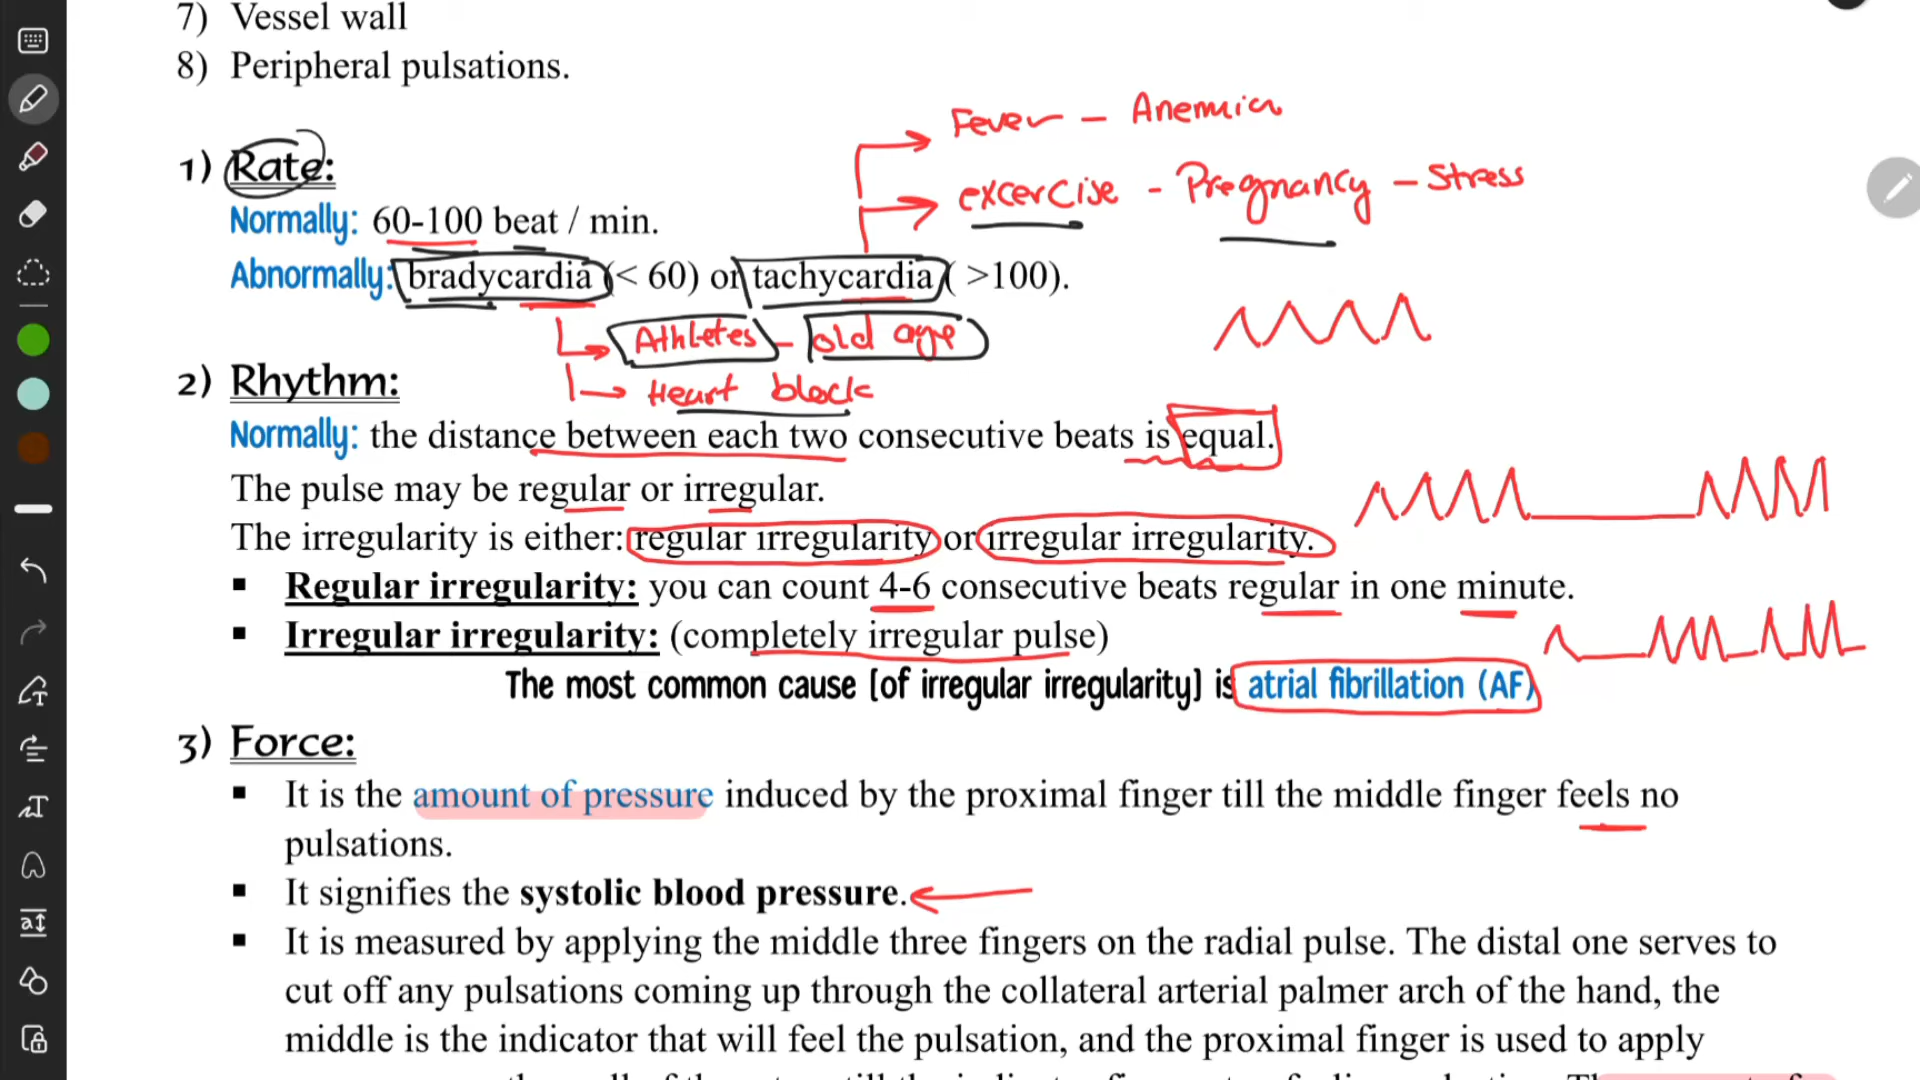 7) Vessel wall
8) Peripheral pulsations.
Fever - Anemia
1) Rate:
excercise - Pregnancy - Stress
Normally: 60-100 beat / min.
Abnormally: bradycardia (< 60) or tachycardia ( >100).
Athletes - old age
2) Rhythm:
Heart block
Normally: the distance between each two consecutive beats is equal.
The pulse may be regular or irregular.
The irregularity is either: regular irregularity or irregular irregularity.
▪ Regular irregularity: you can count 4-6 consecutive beats regular in one minute.
▪ Irregular irregularity: (completely irregular pulse)
The most common cause [of irregular irregularity] is atrial fibrillation (AF)
3) Force:
▪ It is the amount of pressure induced by the proximal finger till the middle finger feels no
pulsations.
▪ It signifies the systolic blood pressure.
▪ It is measured by applying the middle three fingers on the radial pulse. The distal one serves to
cut off any pulsations coming up through the collateral arterial palmer arch of the hand, the
middle is the indicator that will feel the pulsation, and the proximal finger is used to apply